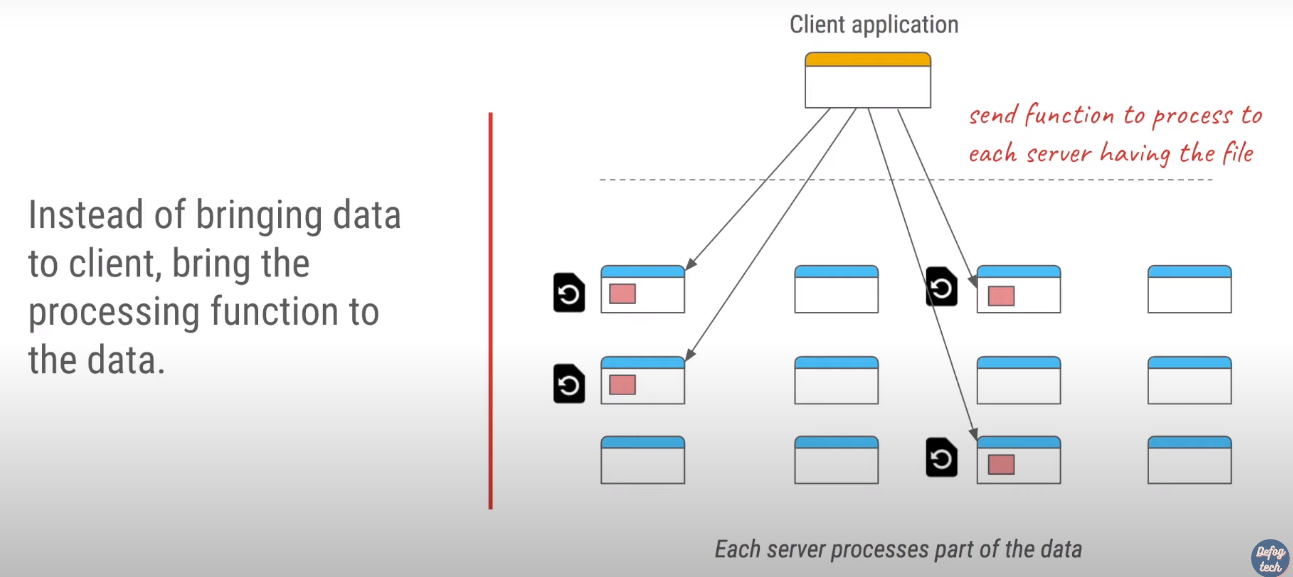 Client application
send function to process to
each server having the file
Instead of bringing data
to client, bring the
processing function to
the data.
Each server processes part of the data
Defog
tech